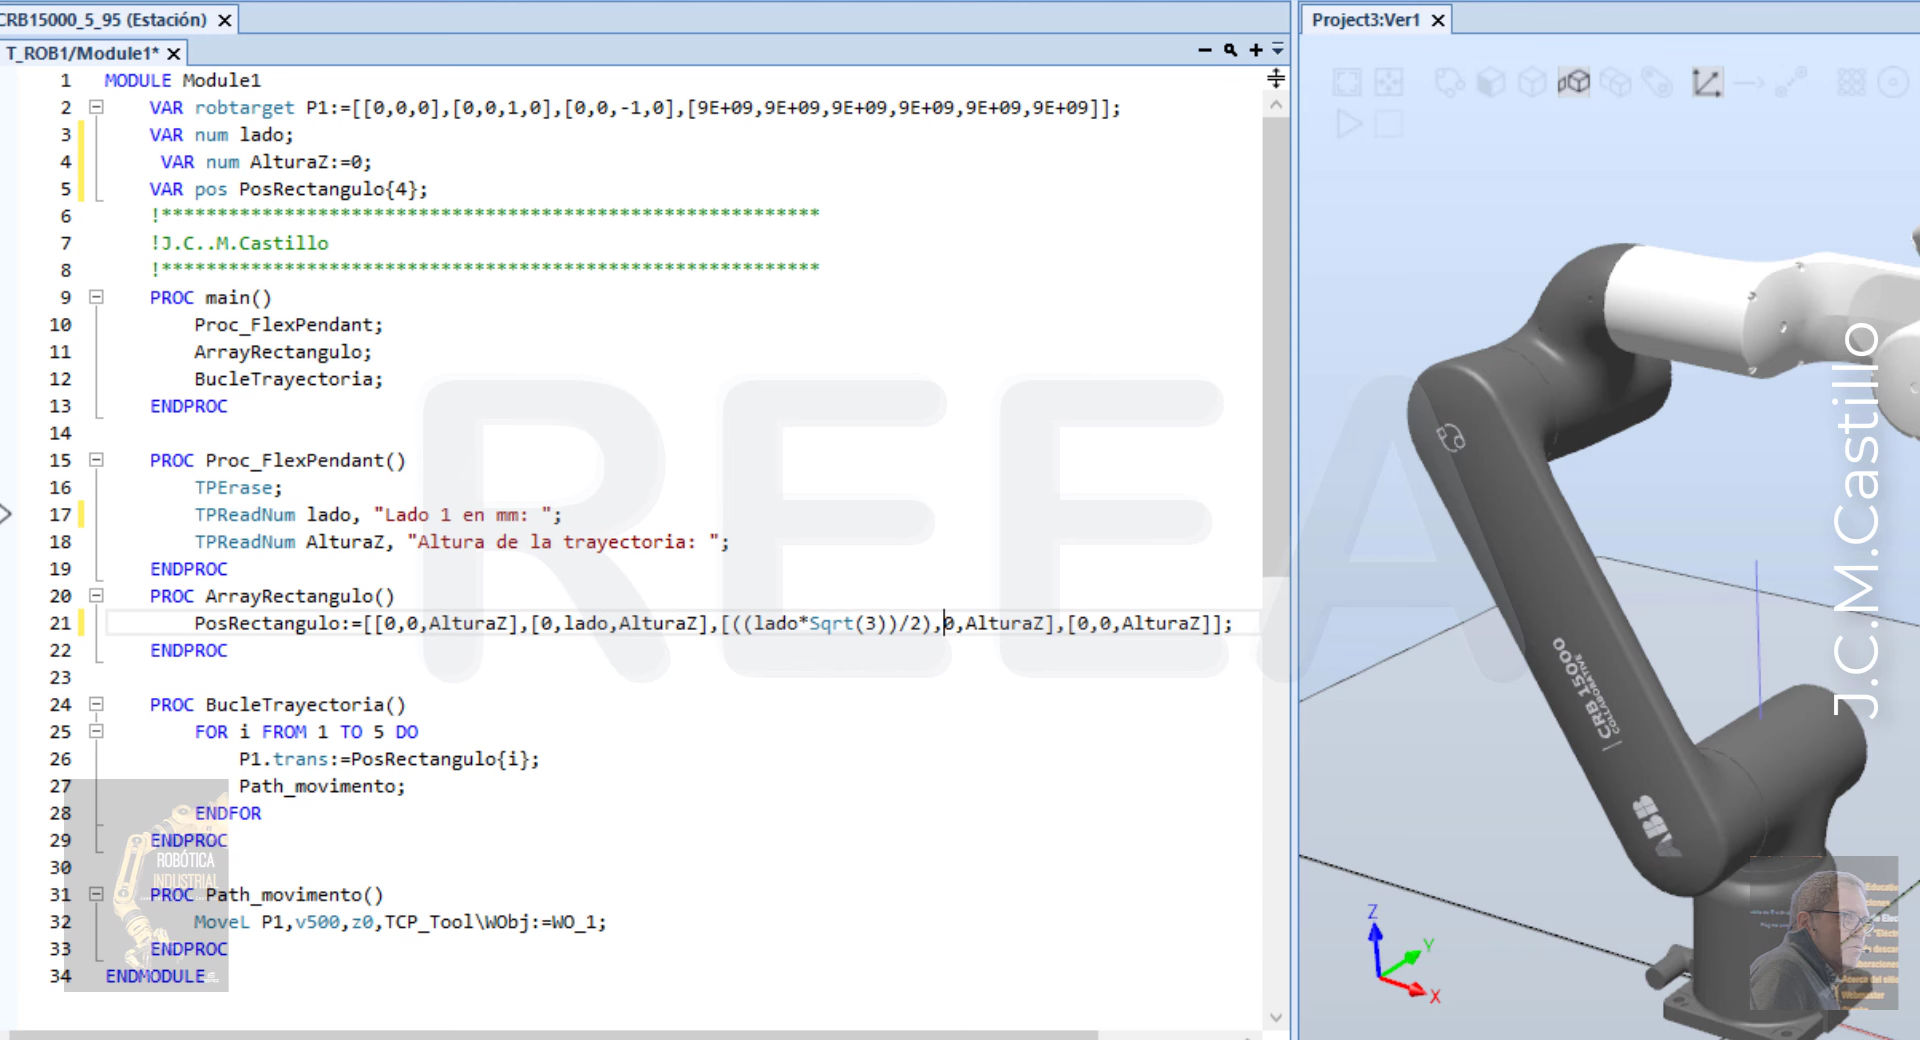 CRB15000_5_95 (Estación)
Project3:Ver1
T_ROB1/Module1*
1 MODULE Module1
2 VAR robtarget P1:=[[0,0,0],[0,0,1,0],[0,0,-1,0],[9E+09,9E+09,9E+09,9E+09,9E+09,9E+09]];
3 VAR num lado;
4 VAR num AlturaZ:=0;
5 VAR pos PosRectangulo{4};
6 !***********************************************************
7 !J.C..M.Castillo
8 !***********************************************************
9 PROC main()
10 Proc_FlexPendant;
11 ArrayRectangulo;
12 BucleTrayectoria;
13 ENDPROC
14
15 PROC Proc_FlexPendant()
16 TPErase;
17 TPReadNum lado, "Lado 1 en mm: ";
18 TPReadNum AlturaZ, "Altura de la trayectoria: ";
19 ENDPROC
20 PROC ArrayRectangulo()
21 PosRectangulo:=[[0,0,AlturaZ],[0,lado,AlturaZ],[((lado*Sqrt(3))/2),0,AlturaZ],[0,0,AlturaZ]];
22 ENDPROC
23
24 PROC BucleTrayectoria()
25 FOR i FROM 1 TO 5 DO
26 P1.trans:=PosRectangulo{i};
27 Path_movimento;
28 ENDFOR
29 ENDPROC
30
31 PROC Path_movimento()
32 MoveL P1,v500,z0,TCP_Tool\WObj:=WO_1;
33 ENDPROC
34 ENDMODULE
REEA
ROBÓTICA
INDUSTRIAL
J.C.M.Castillo
CRB 15000
COLLABORATIVE
ABB
Z
Y
X